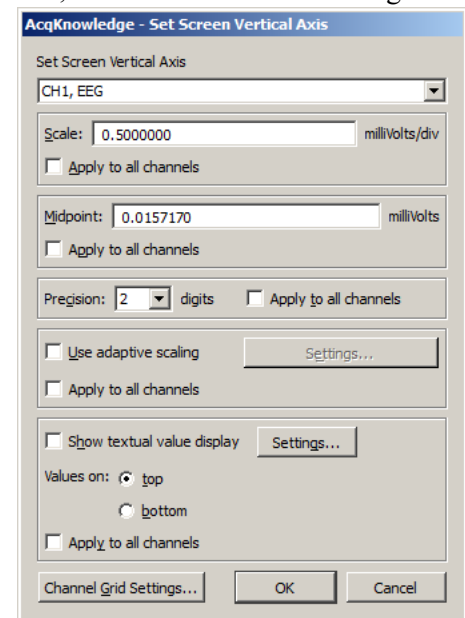 AcqKnowledge - Set Screen Vertical Axis
Set Screen Vertical Axis
CH1, EEG
Scale: 0.5000000 milliVolts/div
Apply to all channels
Midpoint: 0.0157170 milliVolts
Apply to all channels
Precision: 2 digits Apply to all channels
Use adaptive scaling Settings...
Apply to all channels
Show textual value display Settings...
Values on: top
bottom
Apply to all channels
Channel Grid Settings... OK Cancel